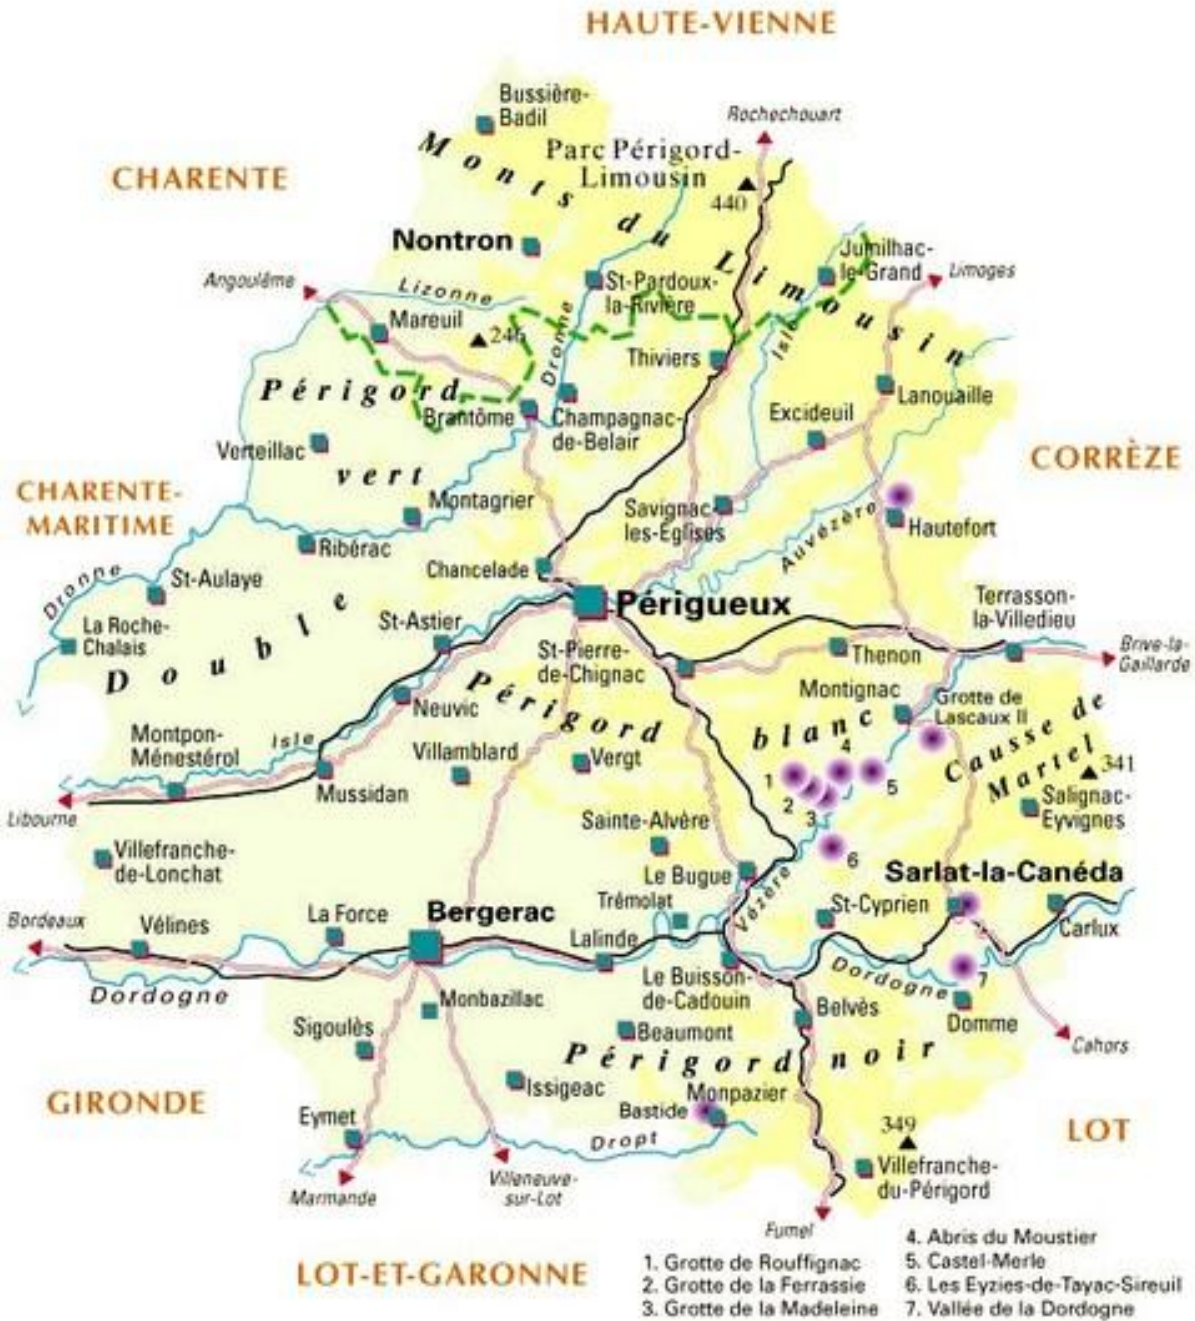 HAUTE-VIENNE
Bussière-
Badil
Rochechouart
Monts du Limousin
Parc Périgord-
Limousin
440
CHARENTE
Nontron
Jumilhac-
le-Grand
Limoges
Angoulême
Lizonne
St-Pardoux-
la-Rivière
Mareuil
246
Dronne
Isle
Thiviers
Périgord
vert
Brantôme
Champagnac-
de-Belair
Excideuil
Lanouaille
Verteillac
CORRÈZE
CHARENTE-
MARITIME
Montagrier
Savignac-
les-Églises
Auvézère
Hautefort
Ribérac
Chancelade
Dronne
St-Aulaye
Périgueux
Terrasson-
la-Villedieu
La Roche-
Chalais
Double
St-Astier
St-Pierre-
de-Chignac
Thenon
Brive-la-
Gaillarde
Périgord
blanc
Neuvic
Montignac
Grotte de
Lascaux II
Causse de
Martel
Montpon-
Ménestérol
Isle
Villamblard
Vergt
4
1
5
341
2
3
Mussidan
Libourne
Salignac-
Eyvignes
Sainte-Alvère
Villefranche-
de-Lonchat
6
Le Bugue
Sarlat-la-Canéda
Vézère
Trémolat
St-Cyprien
Bordeaux
Vélines
La Force
Bergerac
Lalinde
Carlux
Dordogne
Le Buisson-
de-Cadouin
Dordogne
7
Monbazillac
Belvès
Domme
Sigoulès
Beaumont
Cahors
Périgord noir
GIRONDE
Issigeac
Monpazier
Bastide
Eymet
Dropt
349
LOT
Villefranche-
du-Périgord
Marmande
Villeneuve-
sur-Lot
Fumel
LOT-ET-GARONNE
1. Grotte de Rouffignac
2. Grotte de la Ferrassie
3. Grotte de la Madeleine
4. Abris du Moustier
5. Castel-Merle
6. Les Eyzies-de-Tayac-Sireuil
7. Vallée de la Dordogne